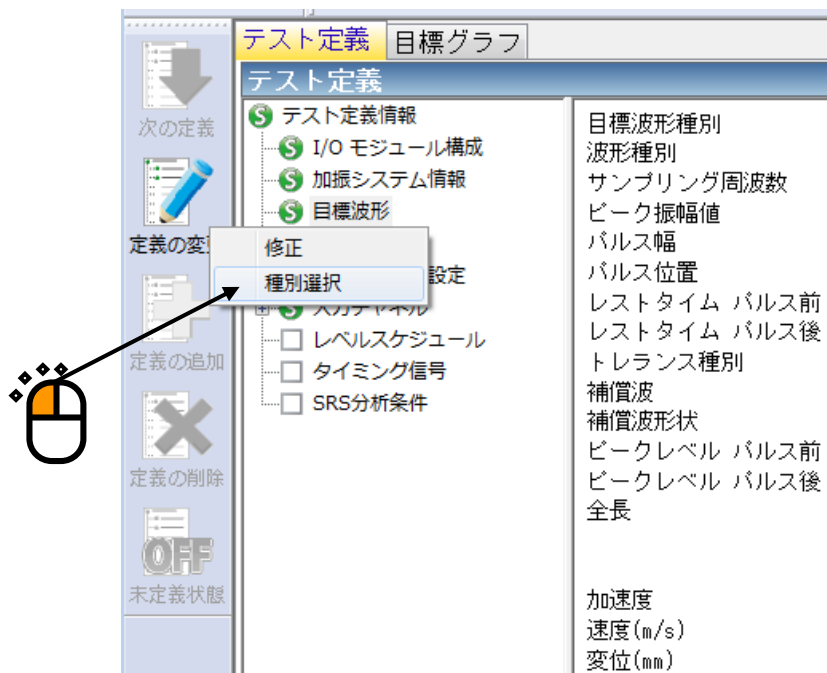 テスト定義
目標グラフ
テスト定義
次の定義
定義の変
定義の追加
定義の削除
OFF
未定義状態
テスト定義情報
I/O モジュール構成
加振システム情報
目標波形
修正
種別選択
設定
入力チャネル
レベルスケジュール
タイミング信号
SRS分析条件
目標波形種別
波形種別
サンプリング周波数
ピーク振幅値
パルス幅
パルス位置
レストタイム パルス前
レストタイム パルス後
トレランス種別
補償波
補償波形状
ピークレベル パルス前
ピークレベル パルス後
全長
加速度
速度(m/s)
変位(mm)